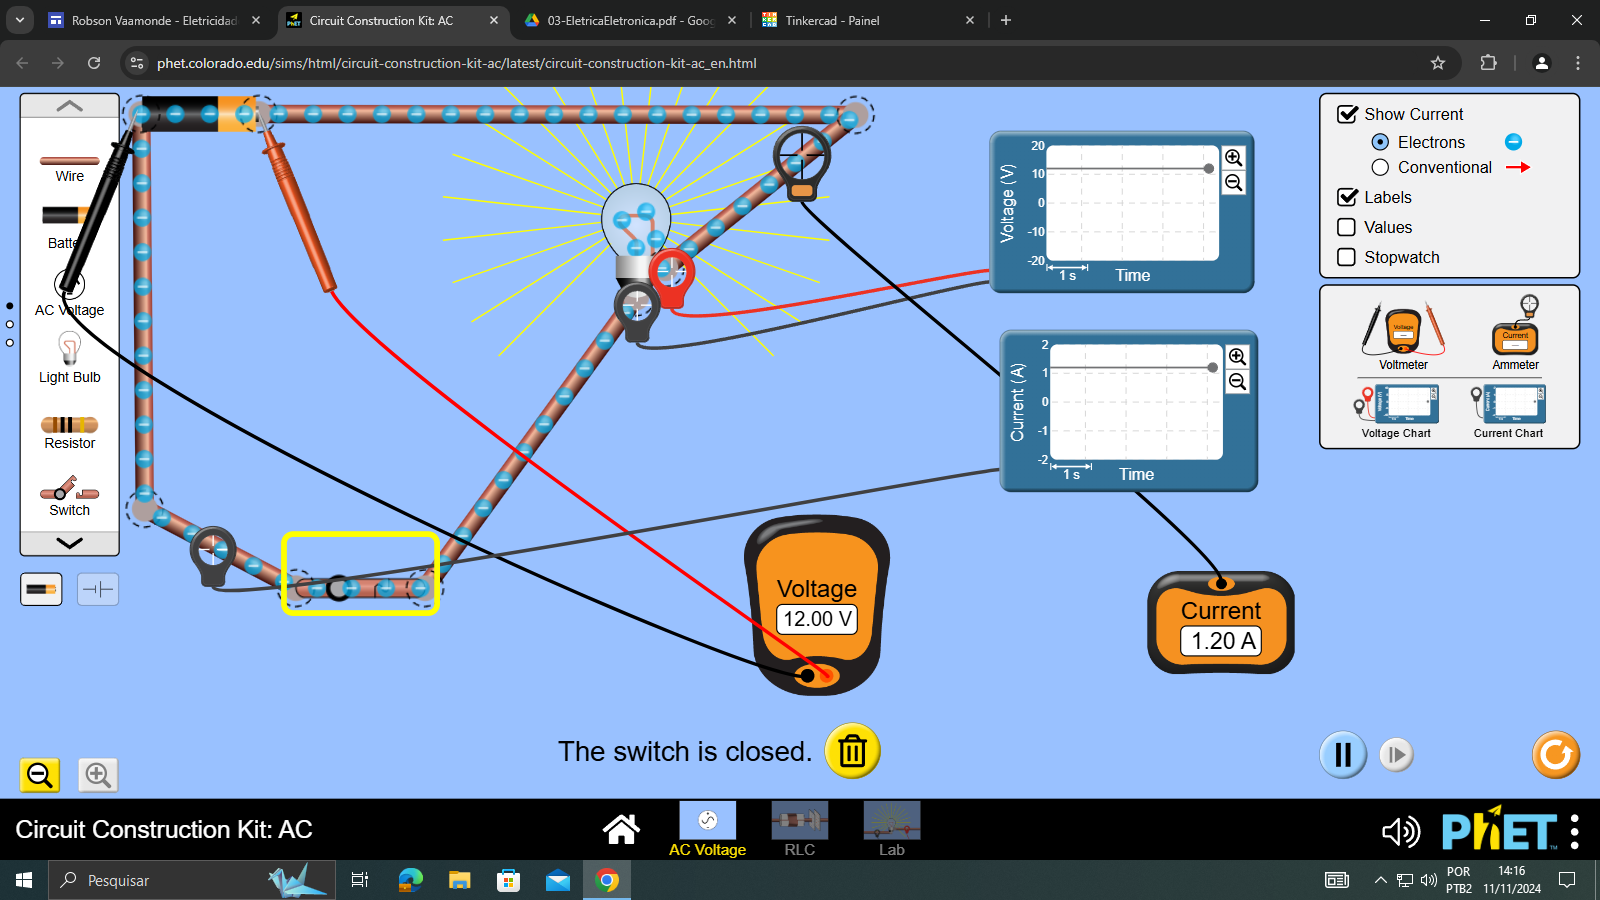 Robson Vaamonde - Eletricidad
Circuit Construction Kit: AC
03-EletricaEletronica.pdf - Goog
Tinkercad - Painel
phet.colorado.edu/sims/html/circuit-construction-kit-ac/latest/circuit-construction-kit-ac_en.html
Wire
Batte
AC Voltage
Light Bulb
Resistor
Switch
Voltage (V)
20
10
0
-10
-20
1 s
Time
Current (A)
2
1
0
-1
-2
1 s
Time
Show Current
Electrons
Conventional
Labels
Values
Stopwatch
Voltage
Current
Voltmeter
Ammeter
Voltage Chart
Current Chart
Voltage
12.00 V
Current
1.20 A
The switch is closed.
Circuit Construction Kit: AC
AC Voltage
RLC
Lab
PhET
Pesquisar
POR
PTB2
14:16
11/11/2024